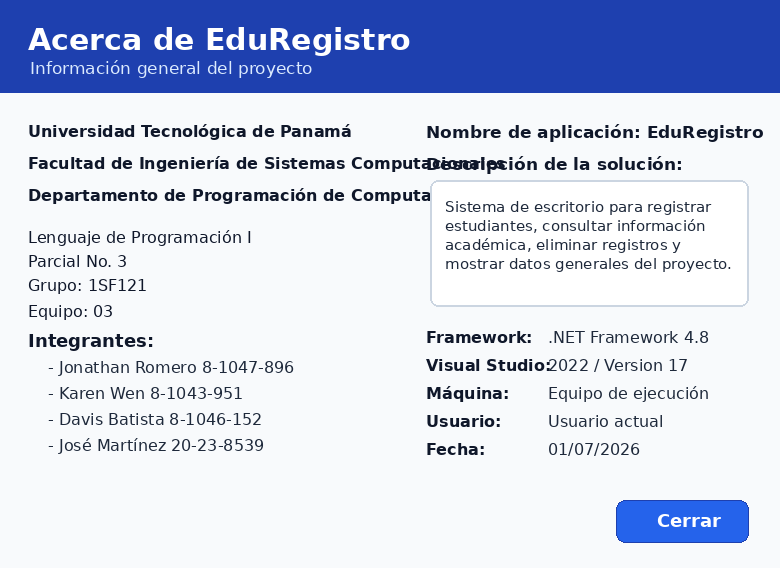 Acerca de EduRegistro
Información general del proyecto
Universidad Tecnológica de Panamá
Facultad de Ingeniería de Sistemas Computacionales
Departamento de Programación de
Lenguaje de Programación I
Parcial No. 3
Grupo: 1SF121
Equipo: 03
Integrantes:
- Jonathan Romero 8-1047-896
- Karen Wen 8-1043-951
- Davis Batista 8-1046-152
- José Martínez 20-23-8539
Nombre de aplicación: EduRegistro
Descripción de la solución:
Sistema de escritorio para registrar
estudiantes, consultar información
académica, eliminar registros y
mostrar datos generales del proyecto.
Framework: .NET Framework 4.8
Visual Studio: 2022 / Version 17
Máquina: Equipo de ejecución
Usuario: Usuario actual
Fecha: 01/07/2026
Cerrar